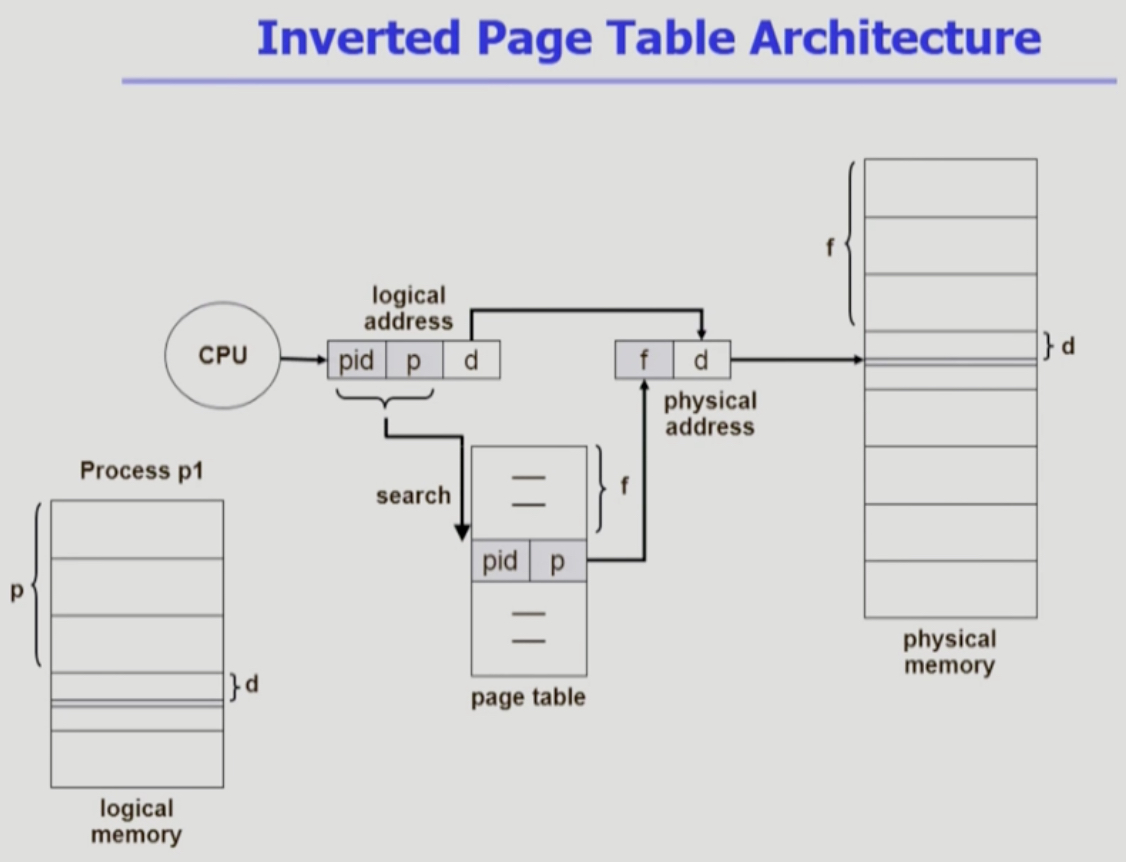 Inverted Page Table Architecture
f
logical
address
CPU
pid p d
f d
d
physical
address
Process p1
search
f
pid p
p
d
page table
physical
memory
logical
memory